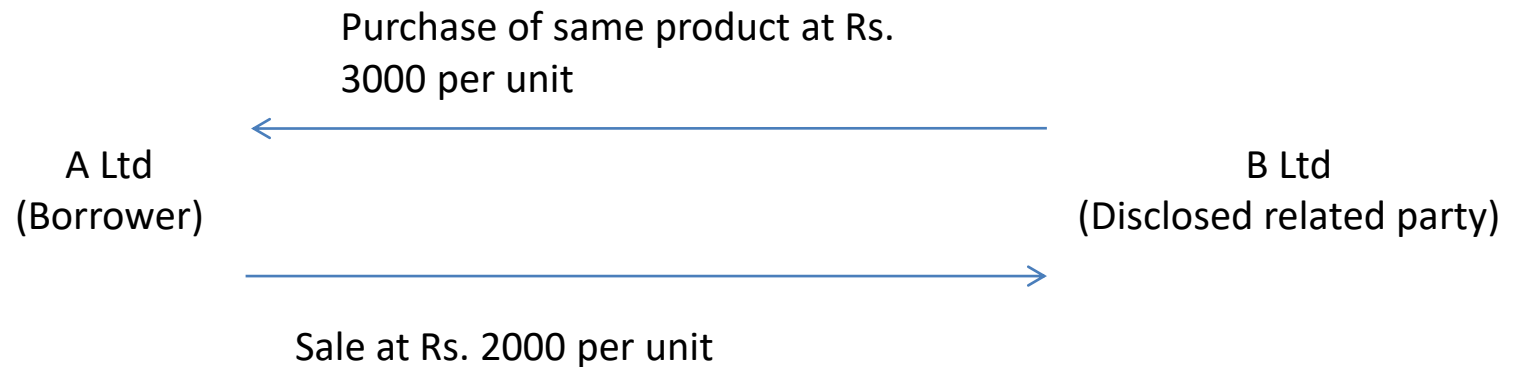 Purchase of same product at Rs.
3000 per unit
A Ltd
(Borrower)
B Ltd
(Disclosed related party)
Sale at Rs. 2000 per unit